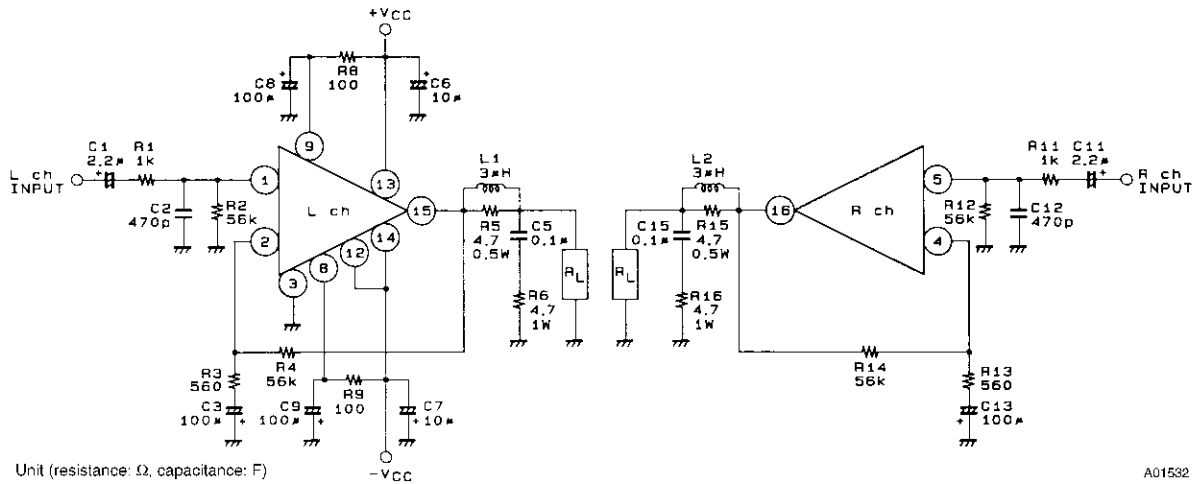 +VCC
R8
100
C8
100μ
C6
10μ
C1
2.2μ
R1
1k
L ch
INPUT
C2
470p
R2
56k
1
2
3
8
9
12
13
14
15
L ch
L1
3μH
R5
4.7
0.5W
C5
0.1μ
R6
4.7
1W
RL
R3
560
R4
56k
C3
100μ
C9
100μ
R9
100
C7
10μ
-VCC
L2
3μH
C15
0.1μ
R15
4.7
0.5W
RL
R16
4.7
1W
16
R ch
5
4
R11
1k
C11
2.2μ
R ch
INPUT
R12
56k
C12
470p
R14
56k
R13
560
C13
100μ
Unit (resistance: Ω, capacitance: F)
A01532